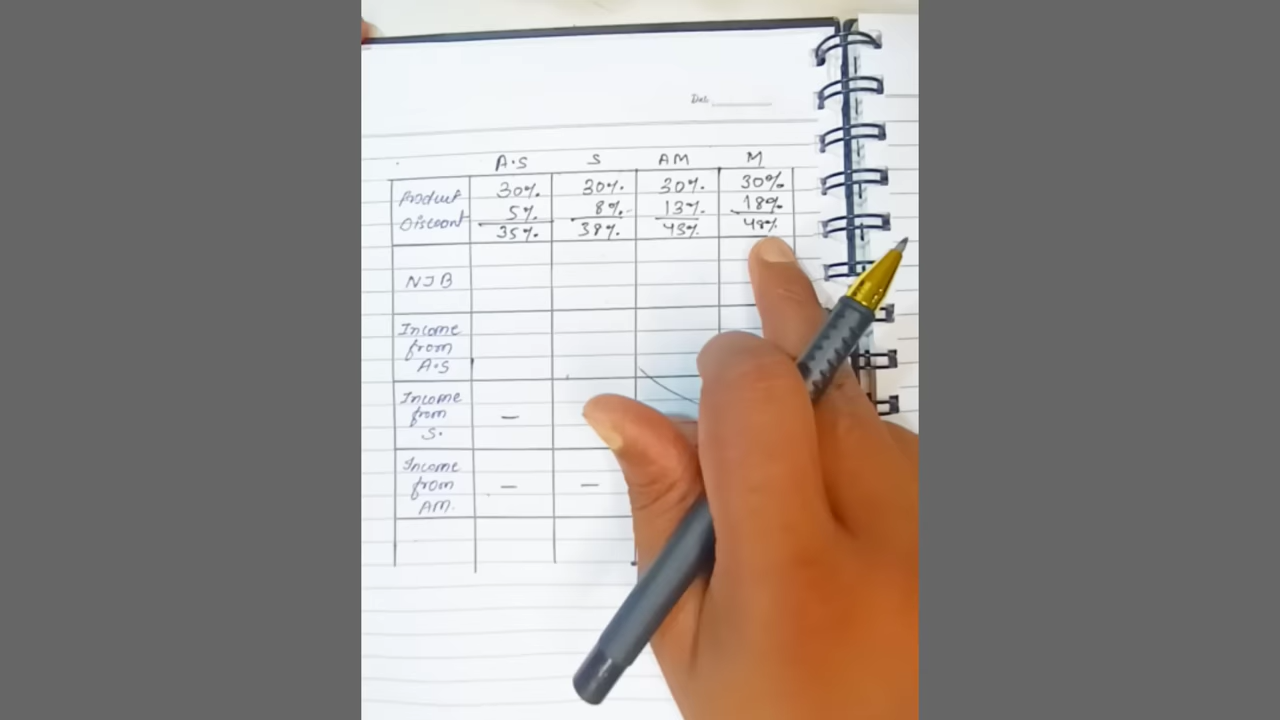 Date
A.S S AM M
Product 30% 30% 30% 30%
Discount 5% 8% 13% 18%
35% 38% 43% 48%
NJB
Income
from
A.S
Income
from —
S.
Income
from — —
AM.